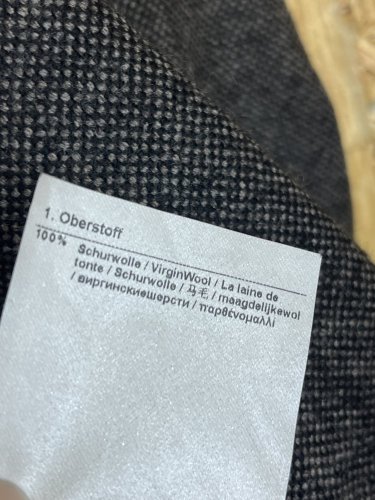 1. Oberstoff
100% Schurwolle / VirginWool / La laine de
tonte / Schurwolle / 马毛 / maagdelijkewol
/ виргинскиешерсти / παρθένομαλλί